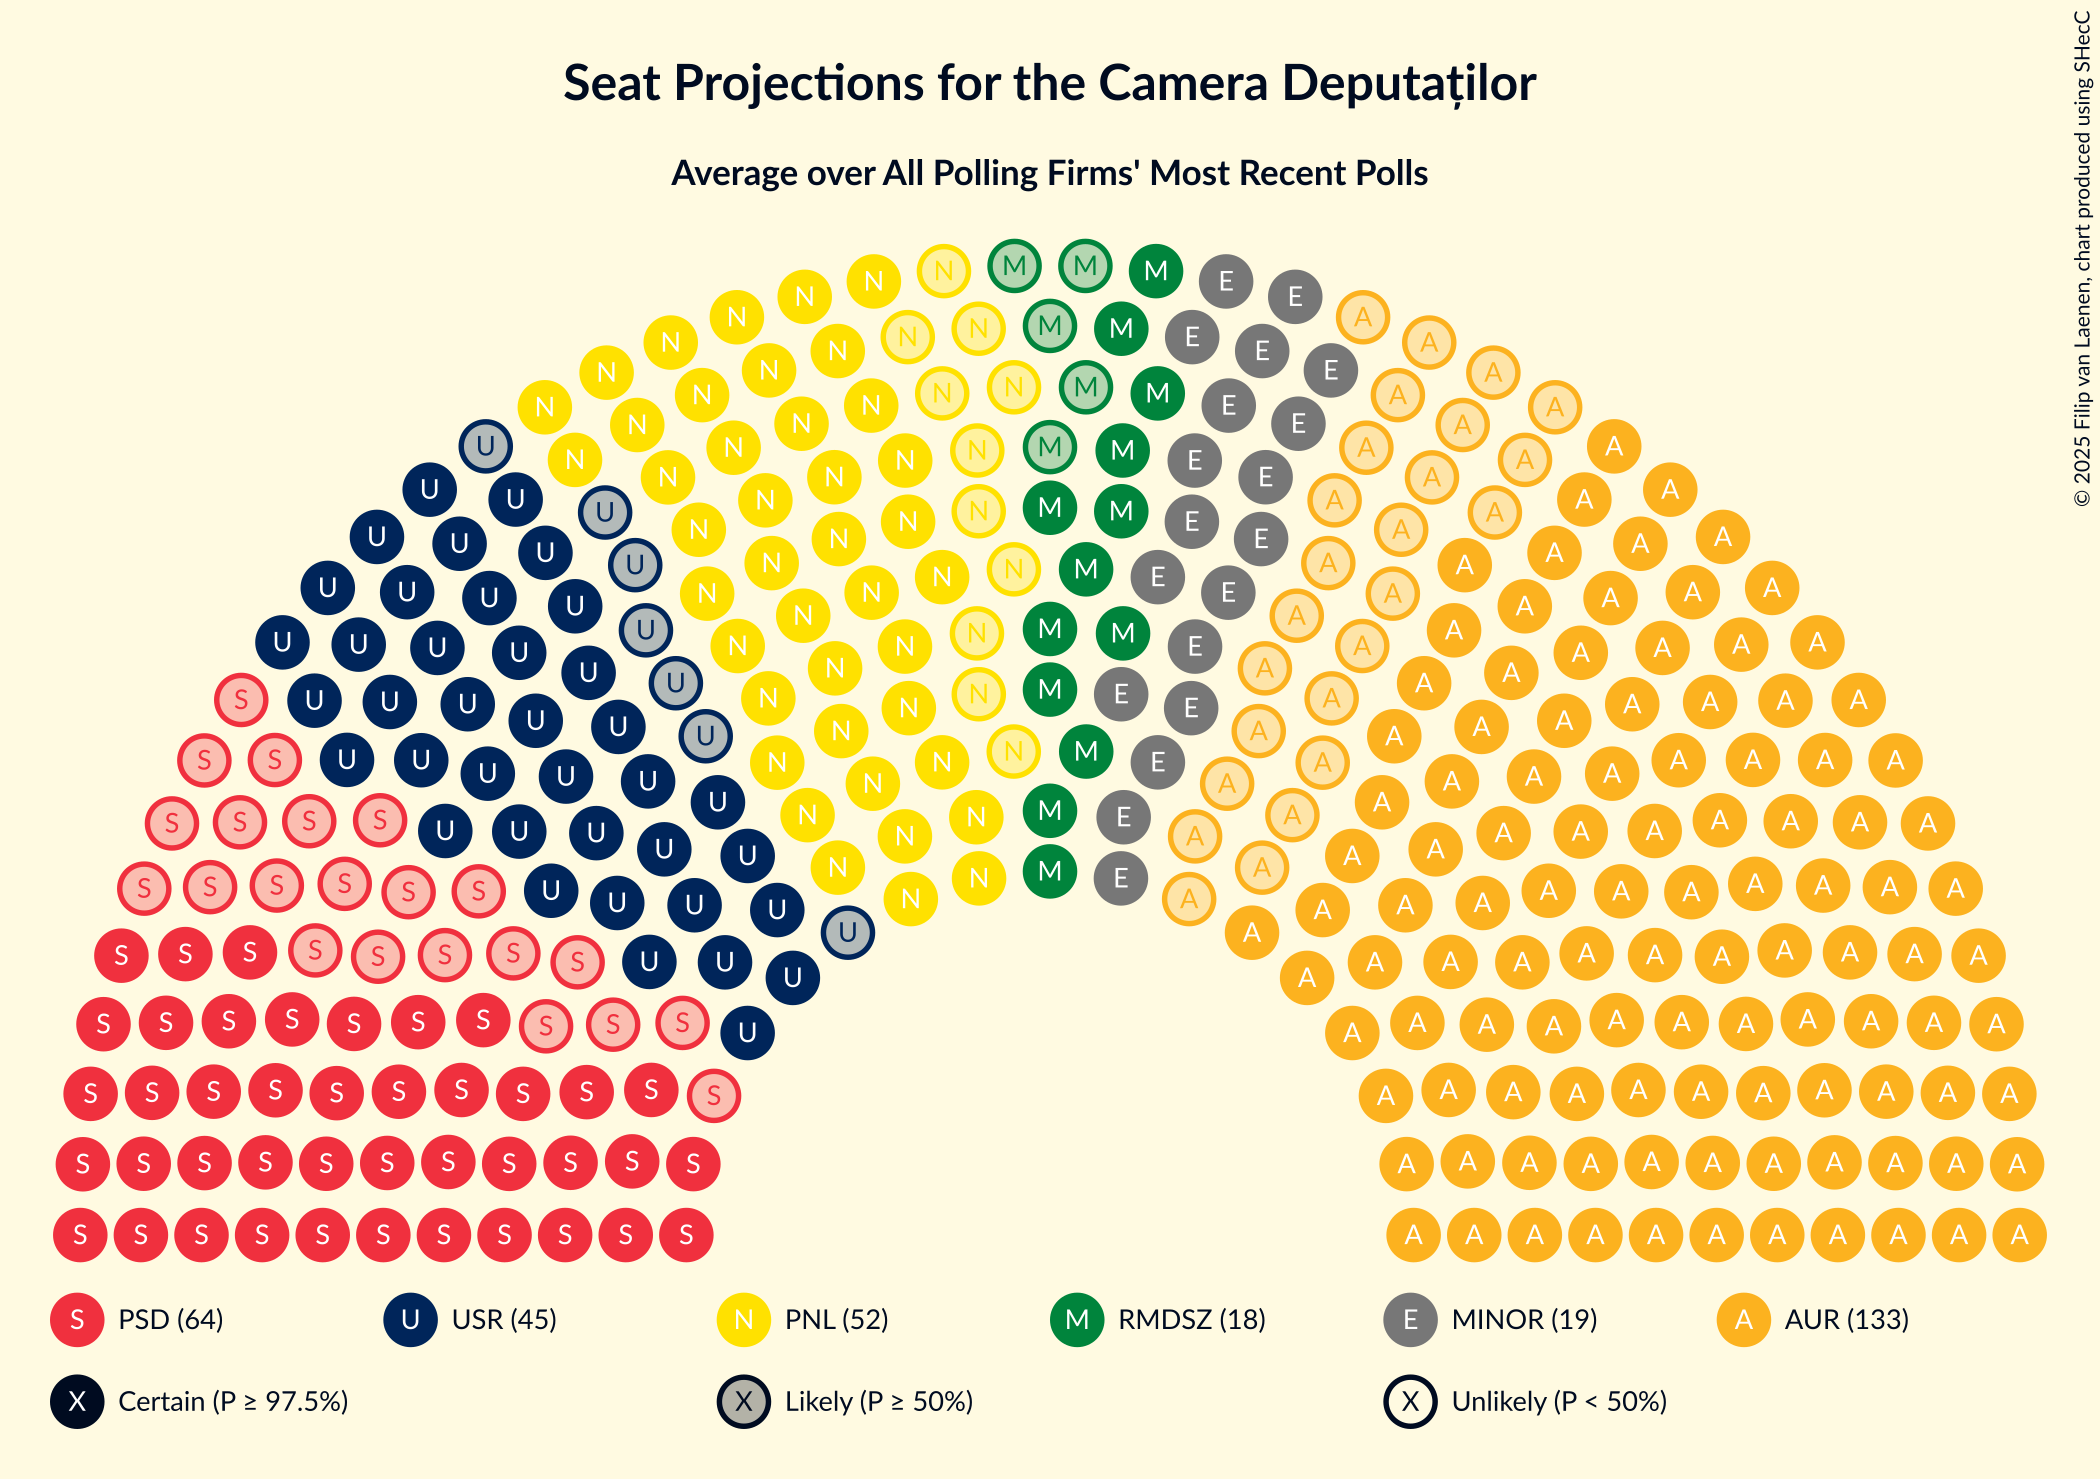 Seat Projections for the Camera Deputaților
Average over All Polling Firms' Most Recent Polls
© 2025 Filip van Laenen, chart produced using SHecC
S PSD (64) U USR (45) N PNL (52) M RMDSZ (18) E MINOR (19) A AUR (133)
X Certain (P ≥ 97.5%) X Likely (P ≥ 50%) X Unlikely (P < 50%)